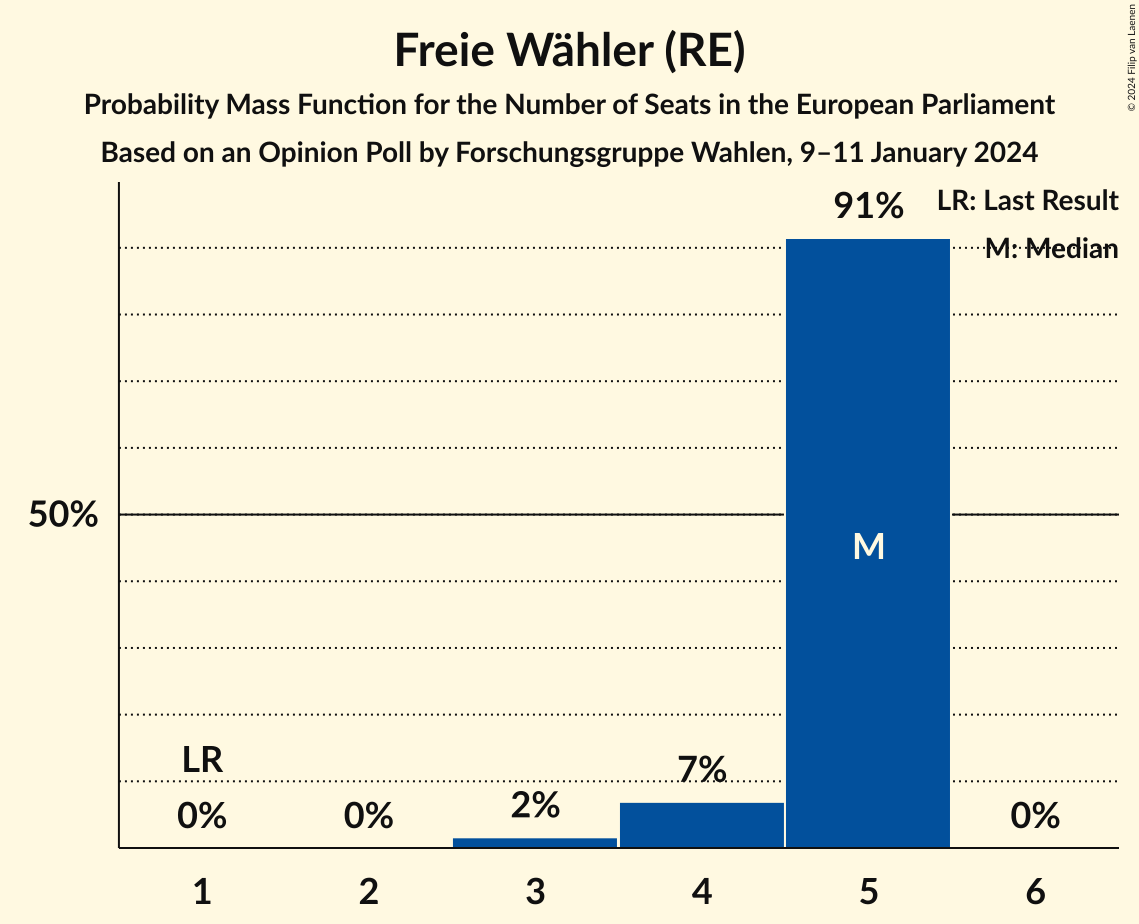 Freie Wähler (RE)
Probability Mass Function for the Number of Seats in the European Parliament
Based on an Opinion Poll by Forschungsgruppe Wahlen, 9–11 January 2024
© 2024 Filip van Laenen
LR: Last Result
M: Median
91%
50%
M
LR
0%
0%
2%
7%
0%
1
2
3
4
5
6